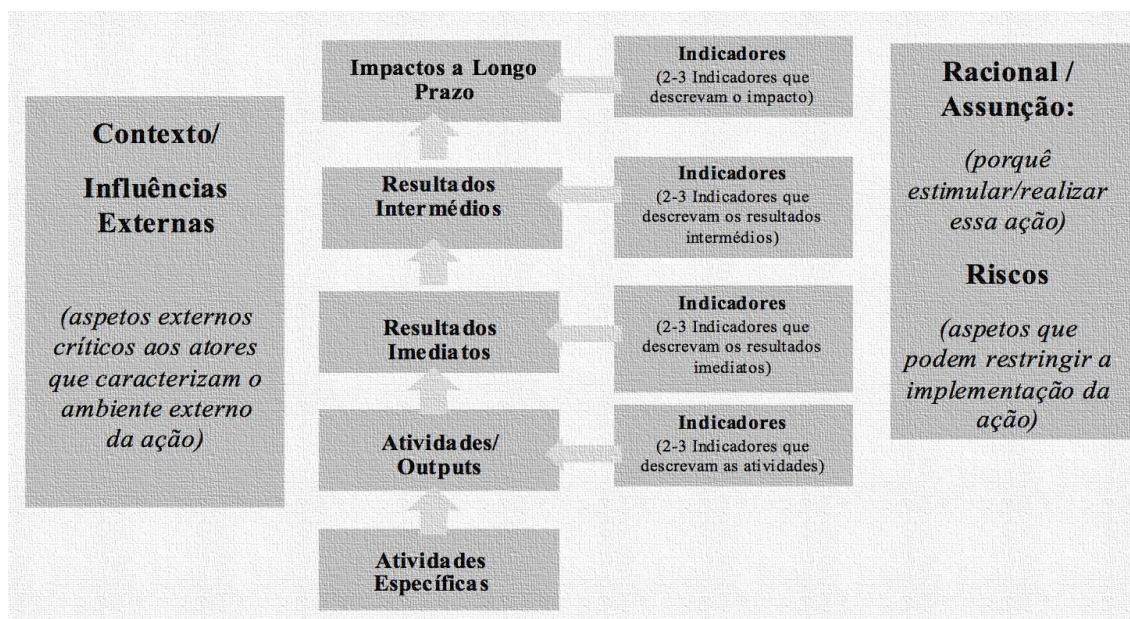 Contexto/
Influências
Externas
(aspetos externos
críticos aos atores
que caracterizam o
ambiente externo
da ação)
Impactos a Longo
Prazo
Resultados
Intermédios
Resultados
Imediatos
Atividades/
Outputs
Atividades
Específicas
Indicadores
(2-3 Indicadores que
descrevam o impacto)
Indicadores
(2-3 Indicadores que
descrevam os resultados
intermédios)
Indicadores
(2-3 Indicadores que
descrevam os resultados
imediatos)
Indicadores
(2-3 Indicadores que
descrevam as atividades)
Racional /
Assunção:
(porquê
estimular/realizar
essa ação)
Riscos
(aspetos que
podem restringir a
implementação da
ação)